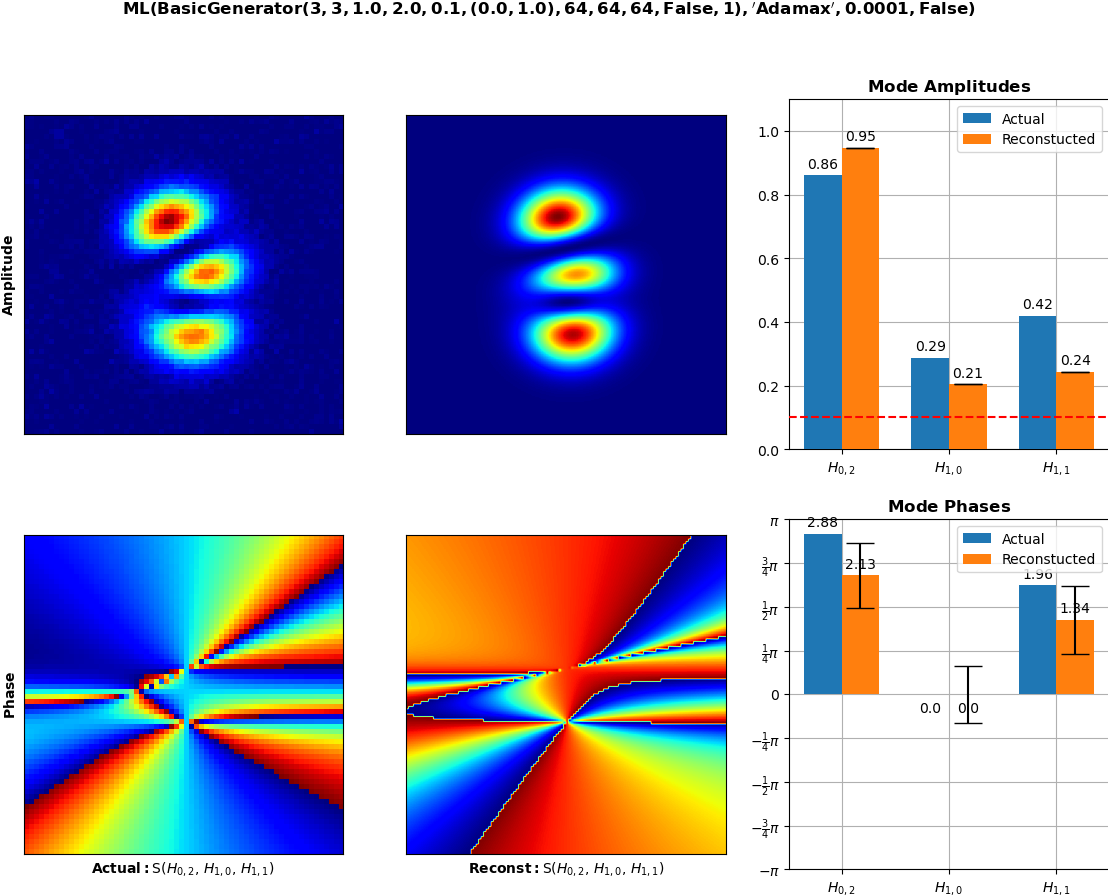 ML(BasicGenerator(3, 3, 1.0, 2.0, 0.1, (0.0, 1.0), 64, 64, 64, False, 1), 'Adamax', 0.0001, False)
Amplitude
Mode Amplitudes
Actual
Reconstucted
1.0
0.8
0.6
0.4
0.2
0.0
0.86
0.95
0.29
0.21
0.42
0.24
H0,2
H1,0
H1,1
Phase
Actual: S(H0,2, H1,0, H1,1)
Reconst: S(H0,2, H1,0, H1,1)
Mode Phases
Actual
Reconstucted
π
3/4π
1/2π
1/4π
0
−1/4π
−1/2π
−3/4π
−π
2.88
2.13
0.0
0.0
1.96
1.34
H0,2
H1,0
H1,1